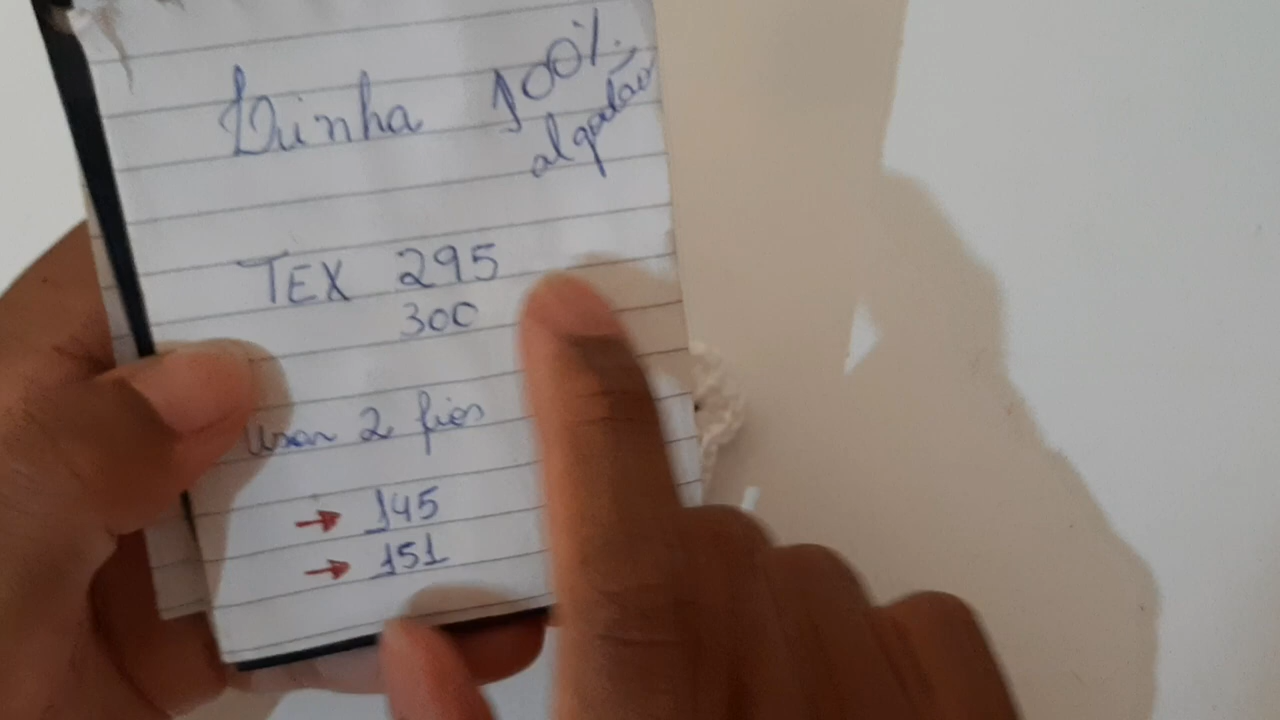 Linha 100%
algodão
TEX 295
300
usar 2 fios
→ 145
→ 151